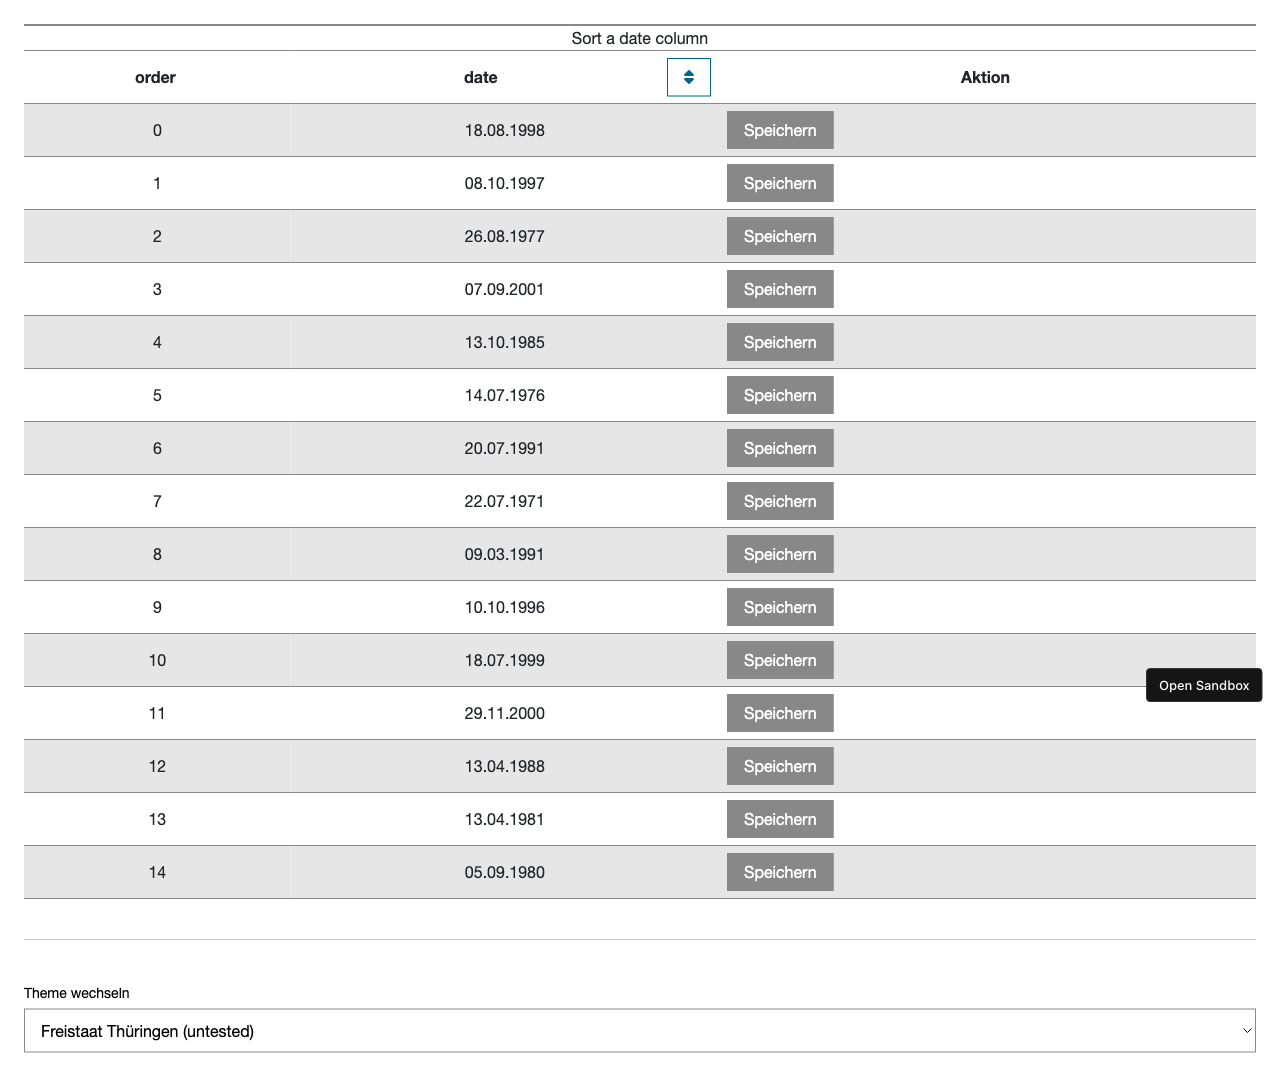 Sort a date column
order date Aktion
0 18.08.1998 Speichern
1 08.10.1997 Speichern
2 26.08.1977 Speichern
3 07.09.2001 Speichern
4 13.10.1985 Speichern
5 14.07.1976 Speichern
6 20.07.1991 Speichern
7 22.07.1971 Speichern
8 09.03.1991 Speichern
9 10.10.1996 Speichern
10 18.07.1999 Speichern
Open Sandbox
11 29.11.2000 Speichern
12 13.04.1988 Speichern
13 13.04.1981 Speichern
14 05.09.1980 Speichern
Theme wechseln
Freistaat Thüringen (untested)